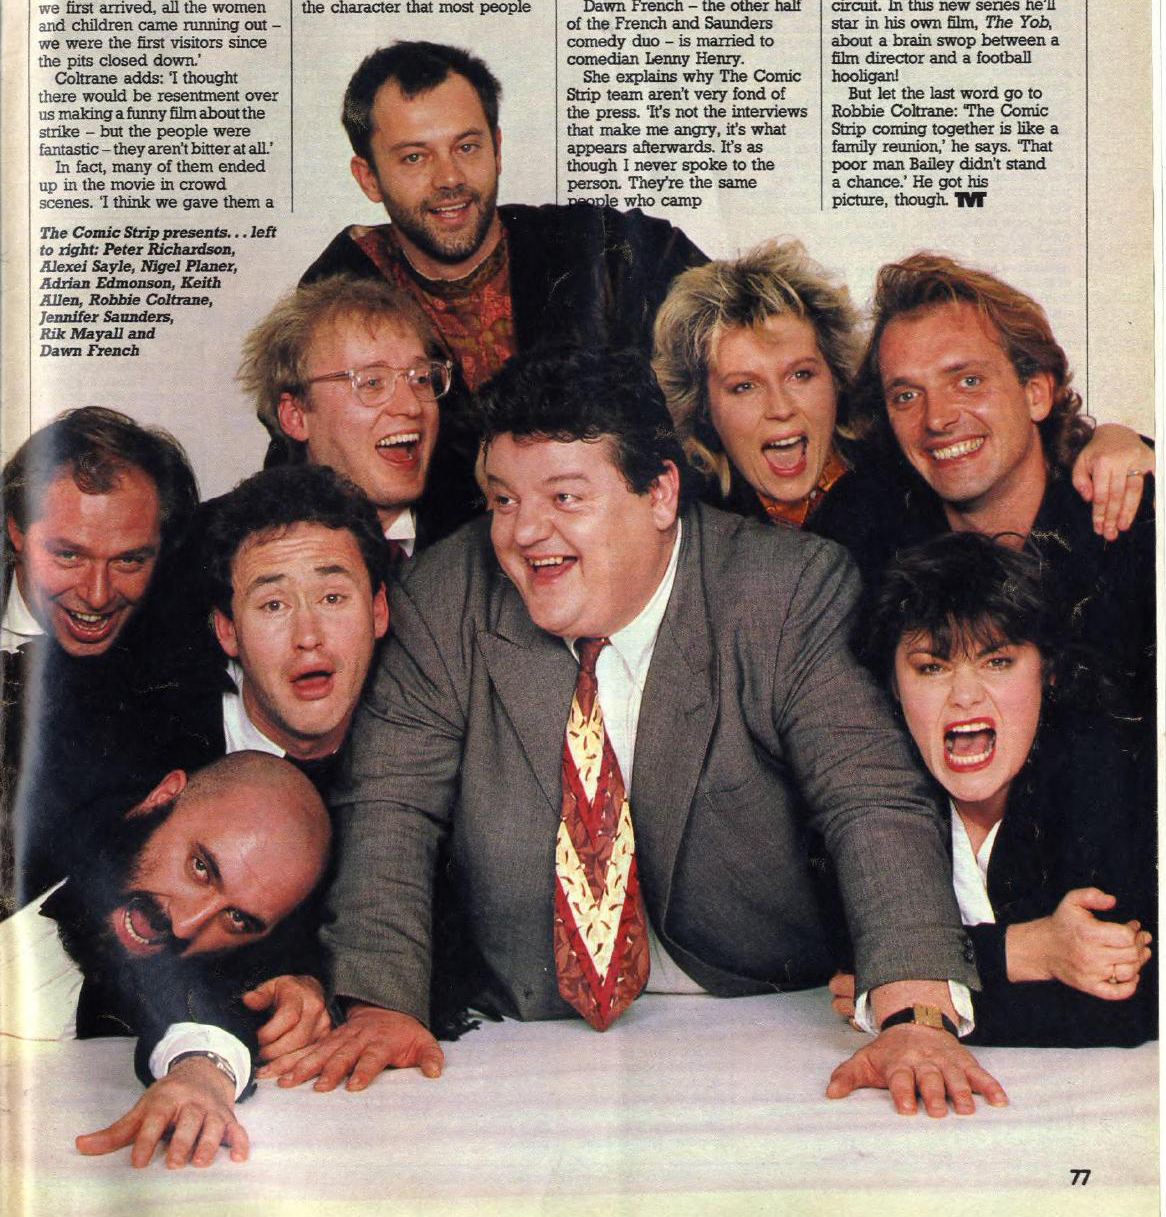 we first arrived, all the women
and children came running out –
we were the first visitors since
the pits closed down.'
Coltrane adds: 'I thought
there would be resentment over
us making a funny film about the
strike – but the people were
fantastic – they aren't bitter at all.'
In fact, many of them ended
up in the movie in crowd
scenes. 'I think we gave them a
The Comic Strip presents. . . left
to right: Peter Richardson,
Alexei Sayle, Nigel Planer,
Adrian Edmonson, Keith
Allen, Robbie Coltrane,
Jennifer Saunders,
Rik Mayall and
Dawn French
the character that most people
Dawn French – the other half
of the French and Saunders
comedy duo – is married to
comedian Lenny Henry.
She explains why The Comic
Strip team aren't very fond of
the press. 'It's not the interviews
that make me angry, it's what
appears afterwards. It's as
though I never spoke to the
person. They're the same
people who camp
circuit. In this new series he'll
star in his own film, The Yob,
about a brain swop between a
film director and a football
hooligan!
But let the last word go to
Robbie Coltrane: 'The Comic
Strip coming together is like a
family reunion,' he says. 'That
poor man Bailey didn't stand
a chance.' He got his
picture, though. TVT
77